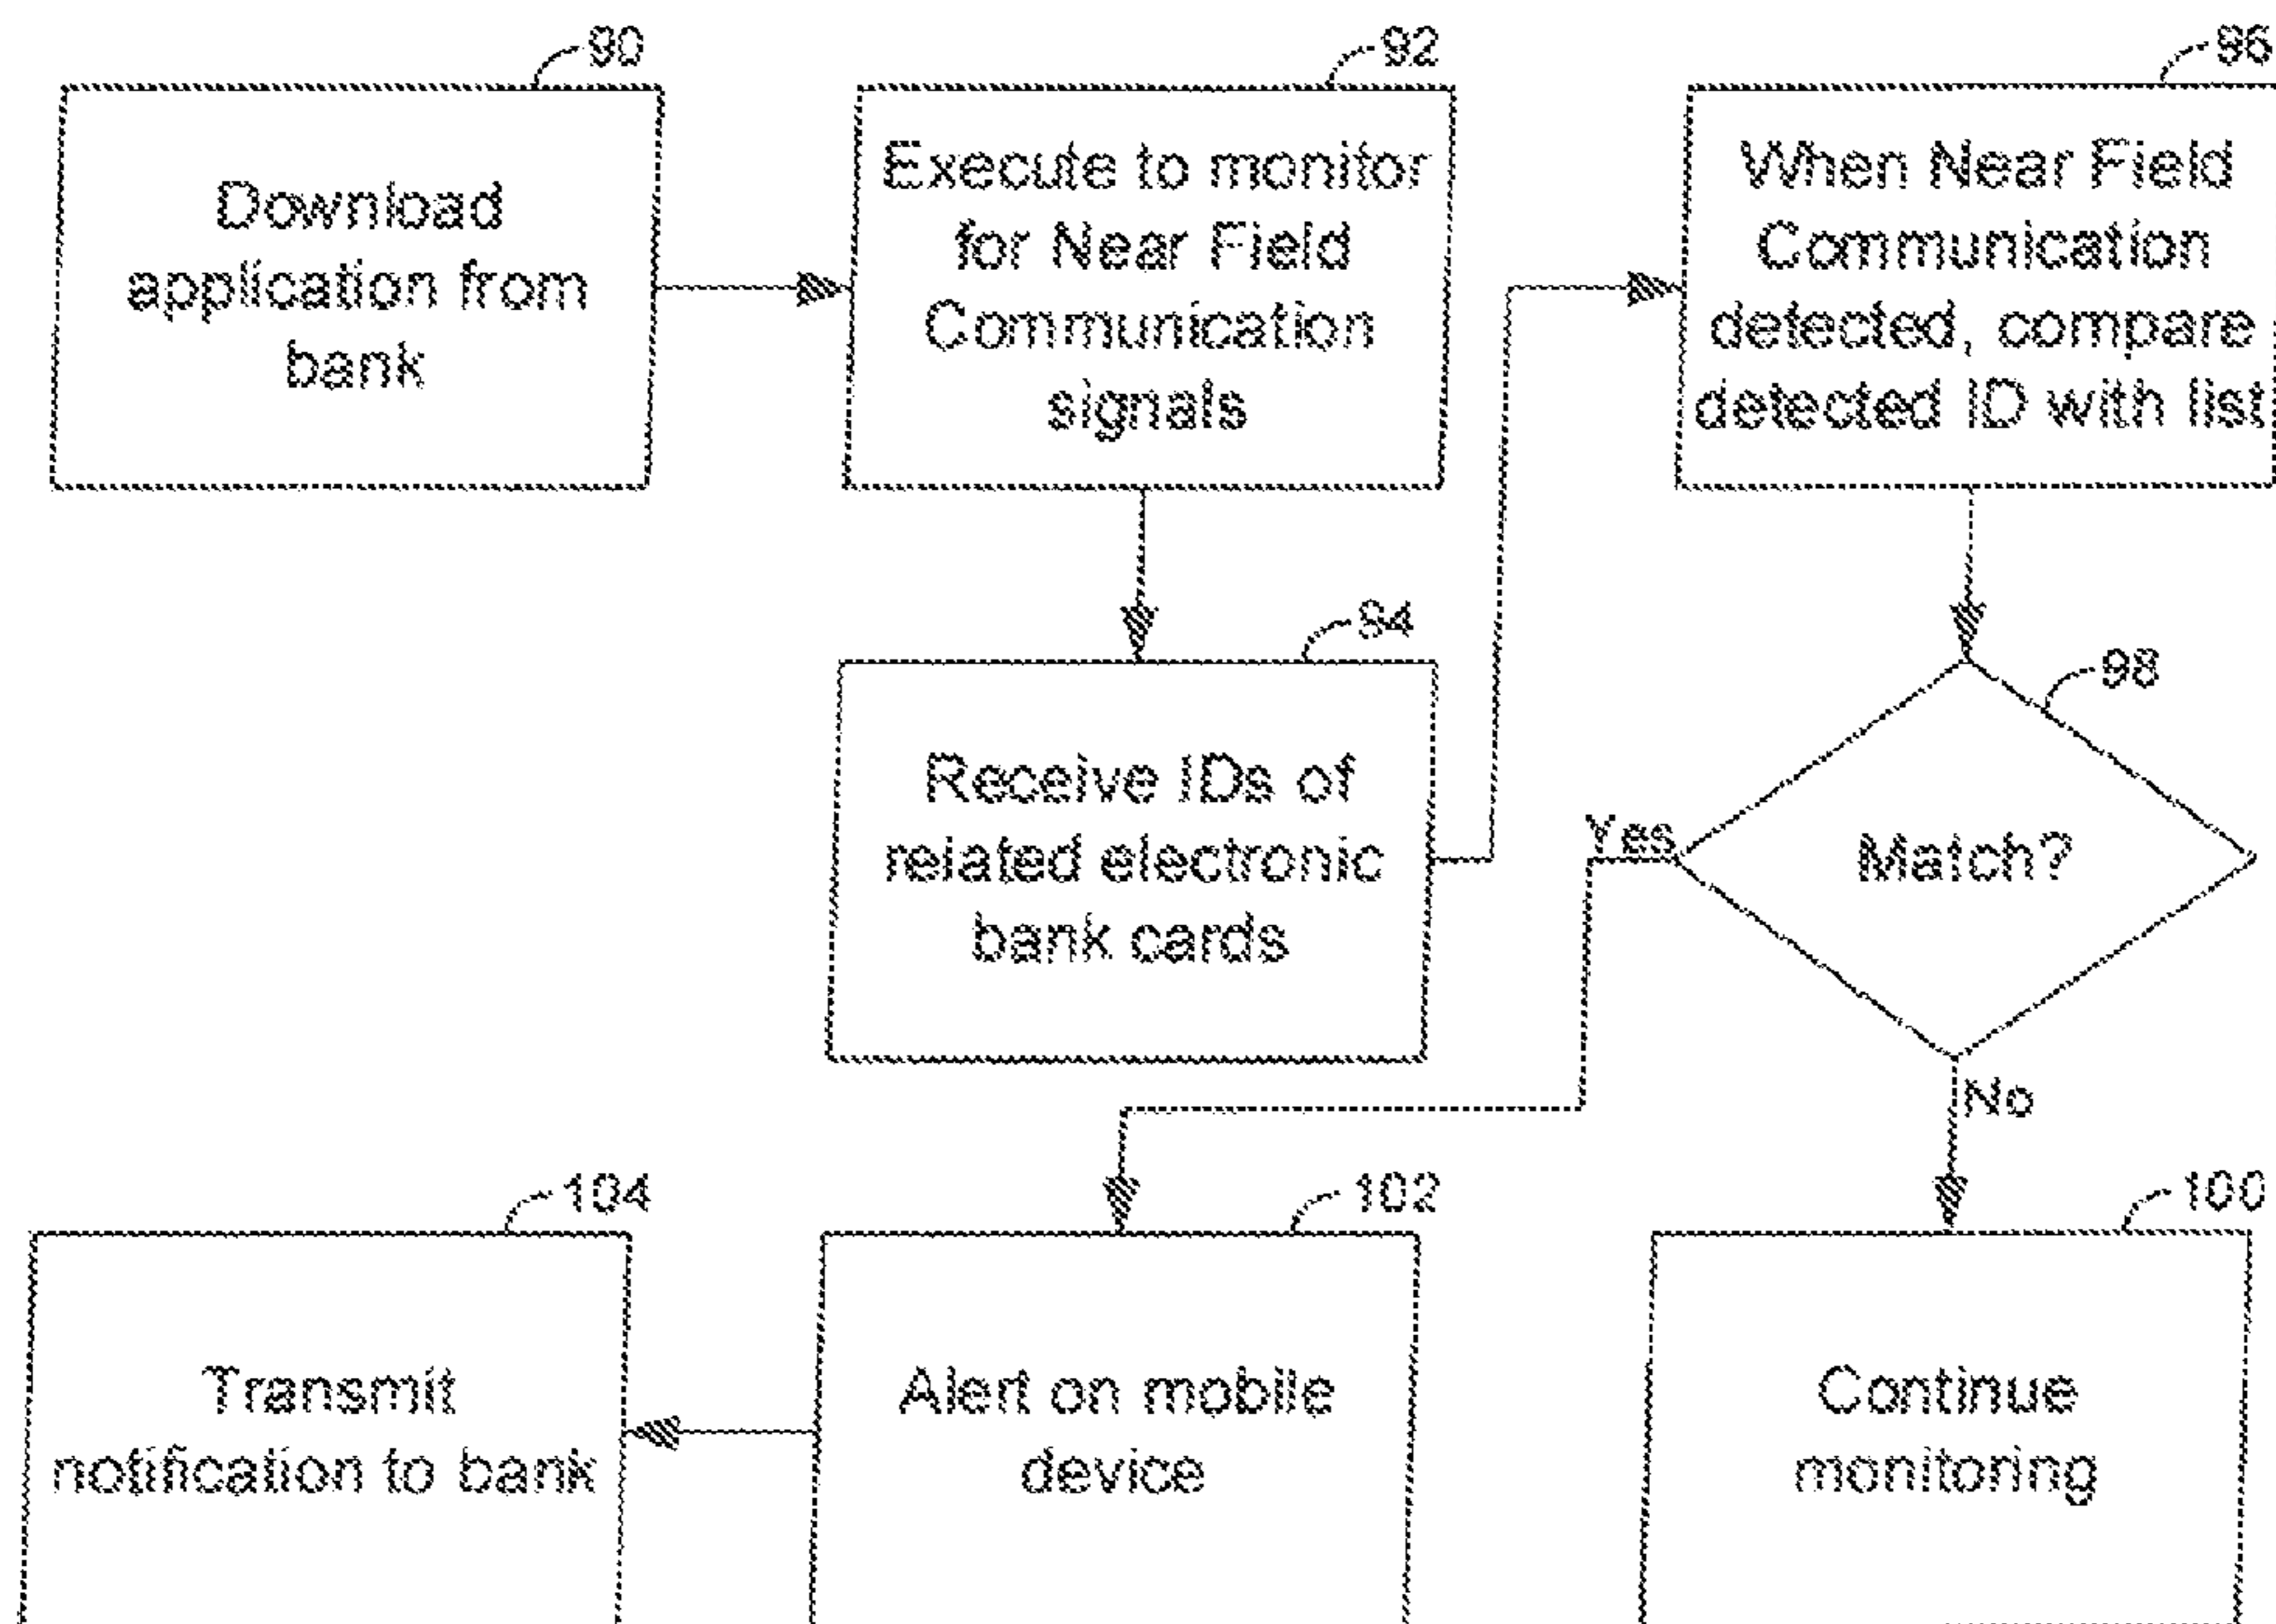 90
Download
application from
bank
92
Execute to monitor
for Near Field
Communication
signals
94
Receive IDs of
related electronic
bank cards
96
When Near Field
Communication
detected, compare
detected ID with list
98
Match?
Yes
No
100
Continue
monitoring
102
Alert on mobile
device
104
Transmit
notification to bank